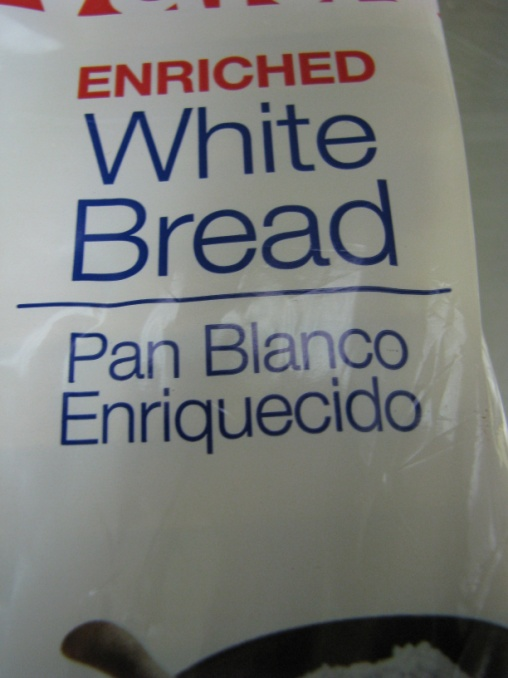 ENRICHED
White
Bread
Pan Blanco
Enriquecido